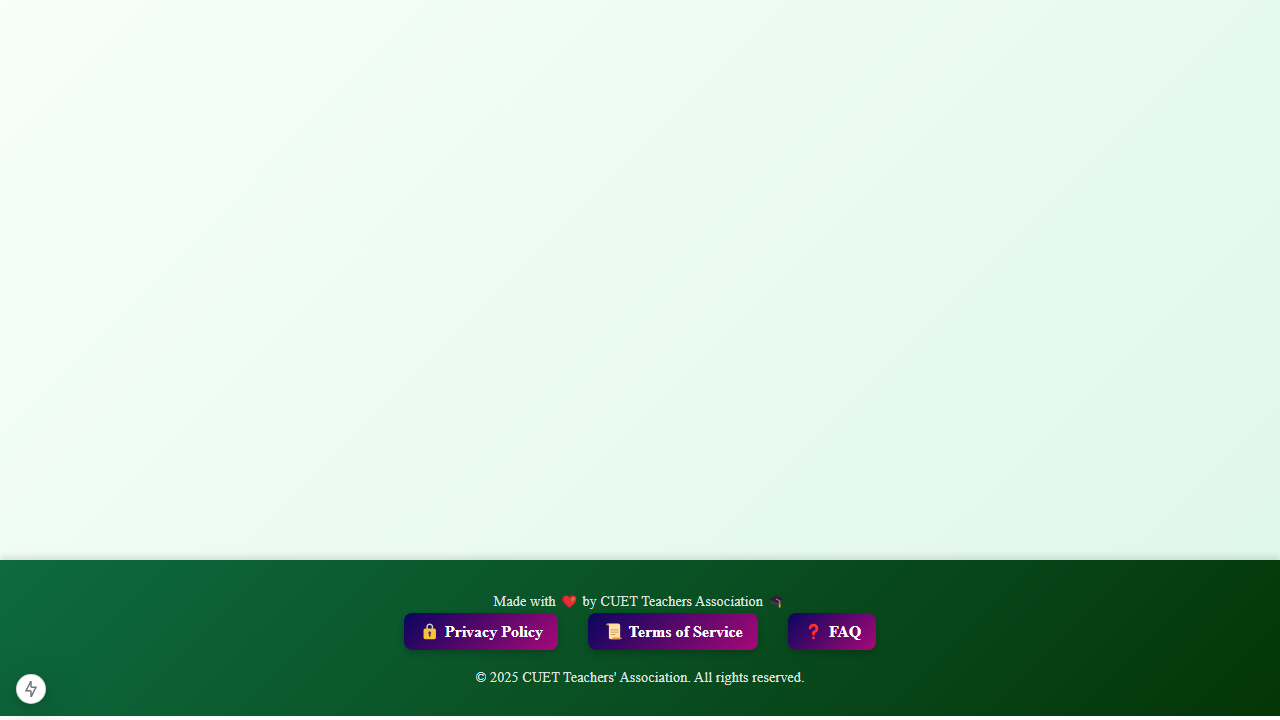 Made with ❤️ by CUET Teachers Association 🎓
🔒 Privacy Policy 📜 Terms of Service ❓ FAQ
© 2025 CUET Teachers' Association. All rights reserved.